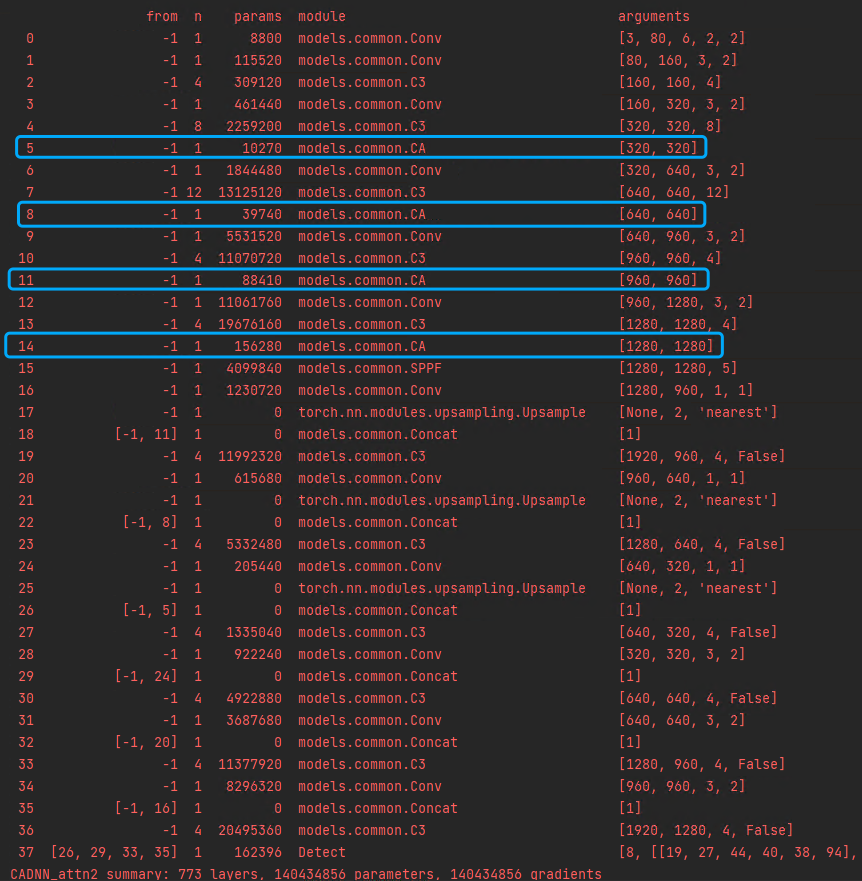 from n params module arguments
0 -1 1 8800 models.common.Conv [3, 80, 6, 2, 2]
1 -1 1 115520 models.common.Conv [80, 160, 3, 2]
2 -1 4 309120 models.common.C3 [160, 160, 4]
3 -1 1 461440 models.common.Conv [160, 320, 3, 2]
4 -1 8 2259200 models.common.C3 [320, 320, 8]
5 -1 1 10270 models.common.CA [320, 320]
6 -1 1 1844480 models.common.Conv [320, 640, 3, 2]
7 -1 12 13125120 models.common.C3 [640, 640, 12]
8 -1 1 39740 models.common.CA [640, 640]
9 -1 1 5531520 models.common.Conv [640, 960, 3, 2]
10 -1 4 11070720 models.common.C3 [960, 960, 4]
11 -1 1 88410 models.common.CA [960, 960]
12 -1 1 11061760 models.common.Conv [960, 1280, 3, 2]
13 -1 4 19676160 models.common.C3 [1280, 1280, 4]
14 -1 1 156280 models.common.CA [1280, 1280]
15 -1 1 4099840 models.common.SPPF [1280, 1280, 5]
16 -1 1 1230720 models.common.Conv [1280, 960, 1, 1]
17 -1 1 0 torch.nn.modules.upsampling.Upsample [None, 2, 'nearest']
18 [-1, 11] 1 0 models.common.Concat [1]
19 -1 4 11992320 models.common.C3 [1920, 960, 4, False]
20 -1 1 615680 models.common.Conv [960, 640, 1, 1]
21 -1 1 0 torch.nn.modules.upsampling.Upsample [None, 2, 'nearest']
22 [-1, 8] 1 0 models.common.Concat [1]
23 -1 4 5332480 models.common.C3 [1280, 640, 4, False]
24 -1 1 205440 models.common.Conv [640, 320, 1, 1]
25 -1 1 0 torch.nn.modules.upsampling.Upsample [None, 2, 'nearest']
26 [-1, 5] 1 0 models.common.Concat [1]
27 -1 4 1335040 models.common.C3 [640, 320, 4, False]
28 -1 1 922240 models.common.Conv [320, 320, 3, 2]
29 [-1, 24] 1 0 models.common.Concat [1]
30 -1 4 4922880 models.common.C3 [640, 640, 4, False]
31 -1 1 3687680 models.common.Conv [640, 640, 3, 2]
32 [-1, 20] 1 0 models.common.Concat [1]
33 -1 4 11377920 models.common.C3 [1280, 960, 4, False]
34 -1 1 8296320 models.common.Conv [960, 960, 3, 2]
35 [-1, 16] 1 0 models.common.Concat [1]
36 -1 4 20495360 models.common.C3 [1920, 1280, 4, False]
37 [26, 29, 33, 35] 1 162396 Detect [8, [[19, 27, 44, 40, 38, 94],
CADNN_attn2 summary: 773 layers, 140434856 parameters, 140434856 gradients